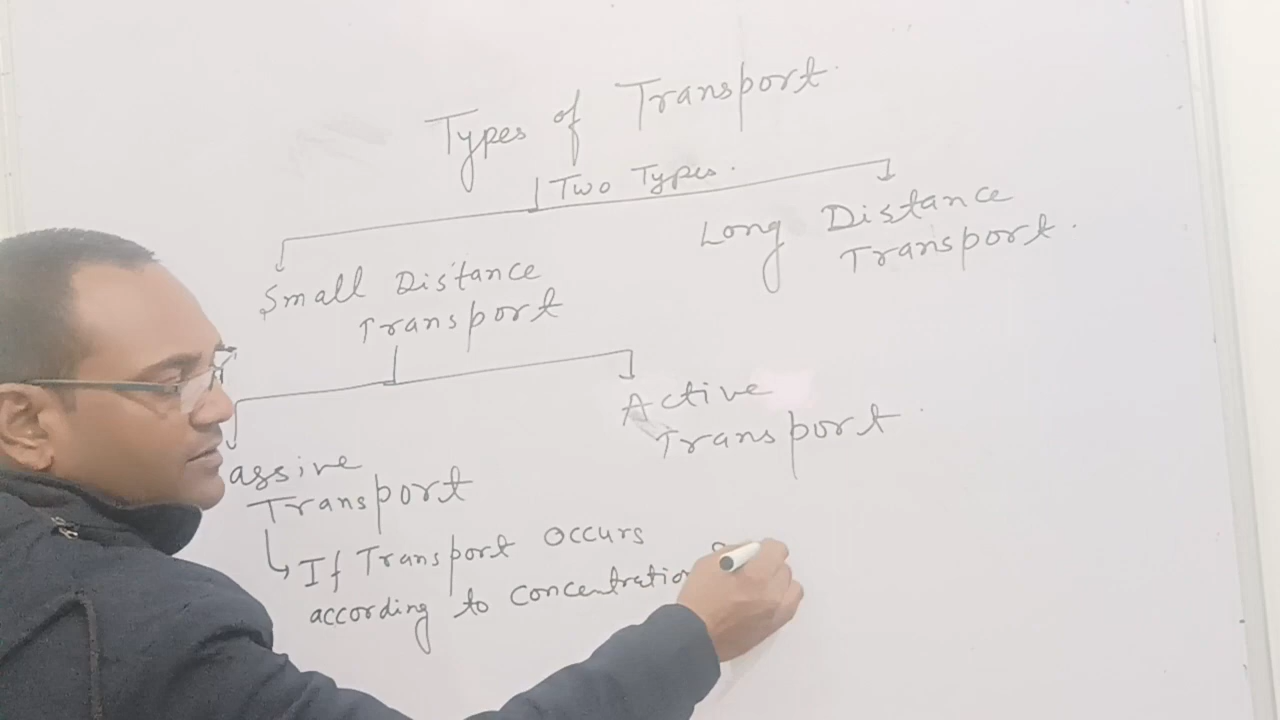 Types of Transport.
Two Types.
Long Distance
Transport.
Small Distance
Transport
Active
Transport.
assive
Transport
If Transport occurs
according to concentration